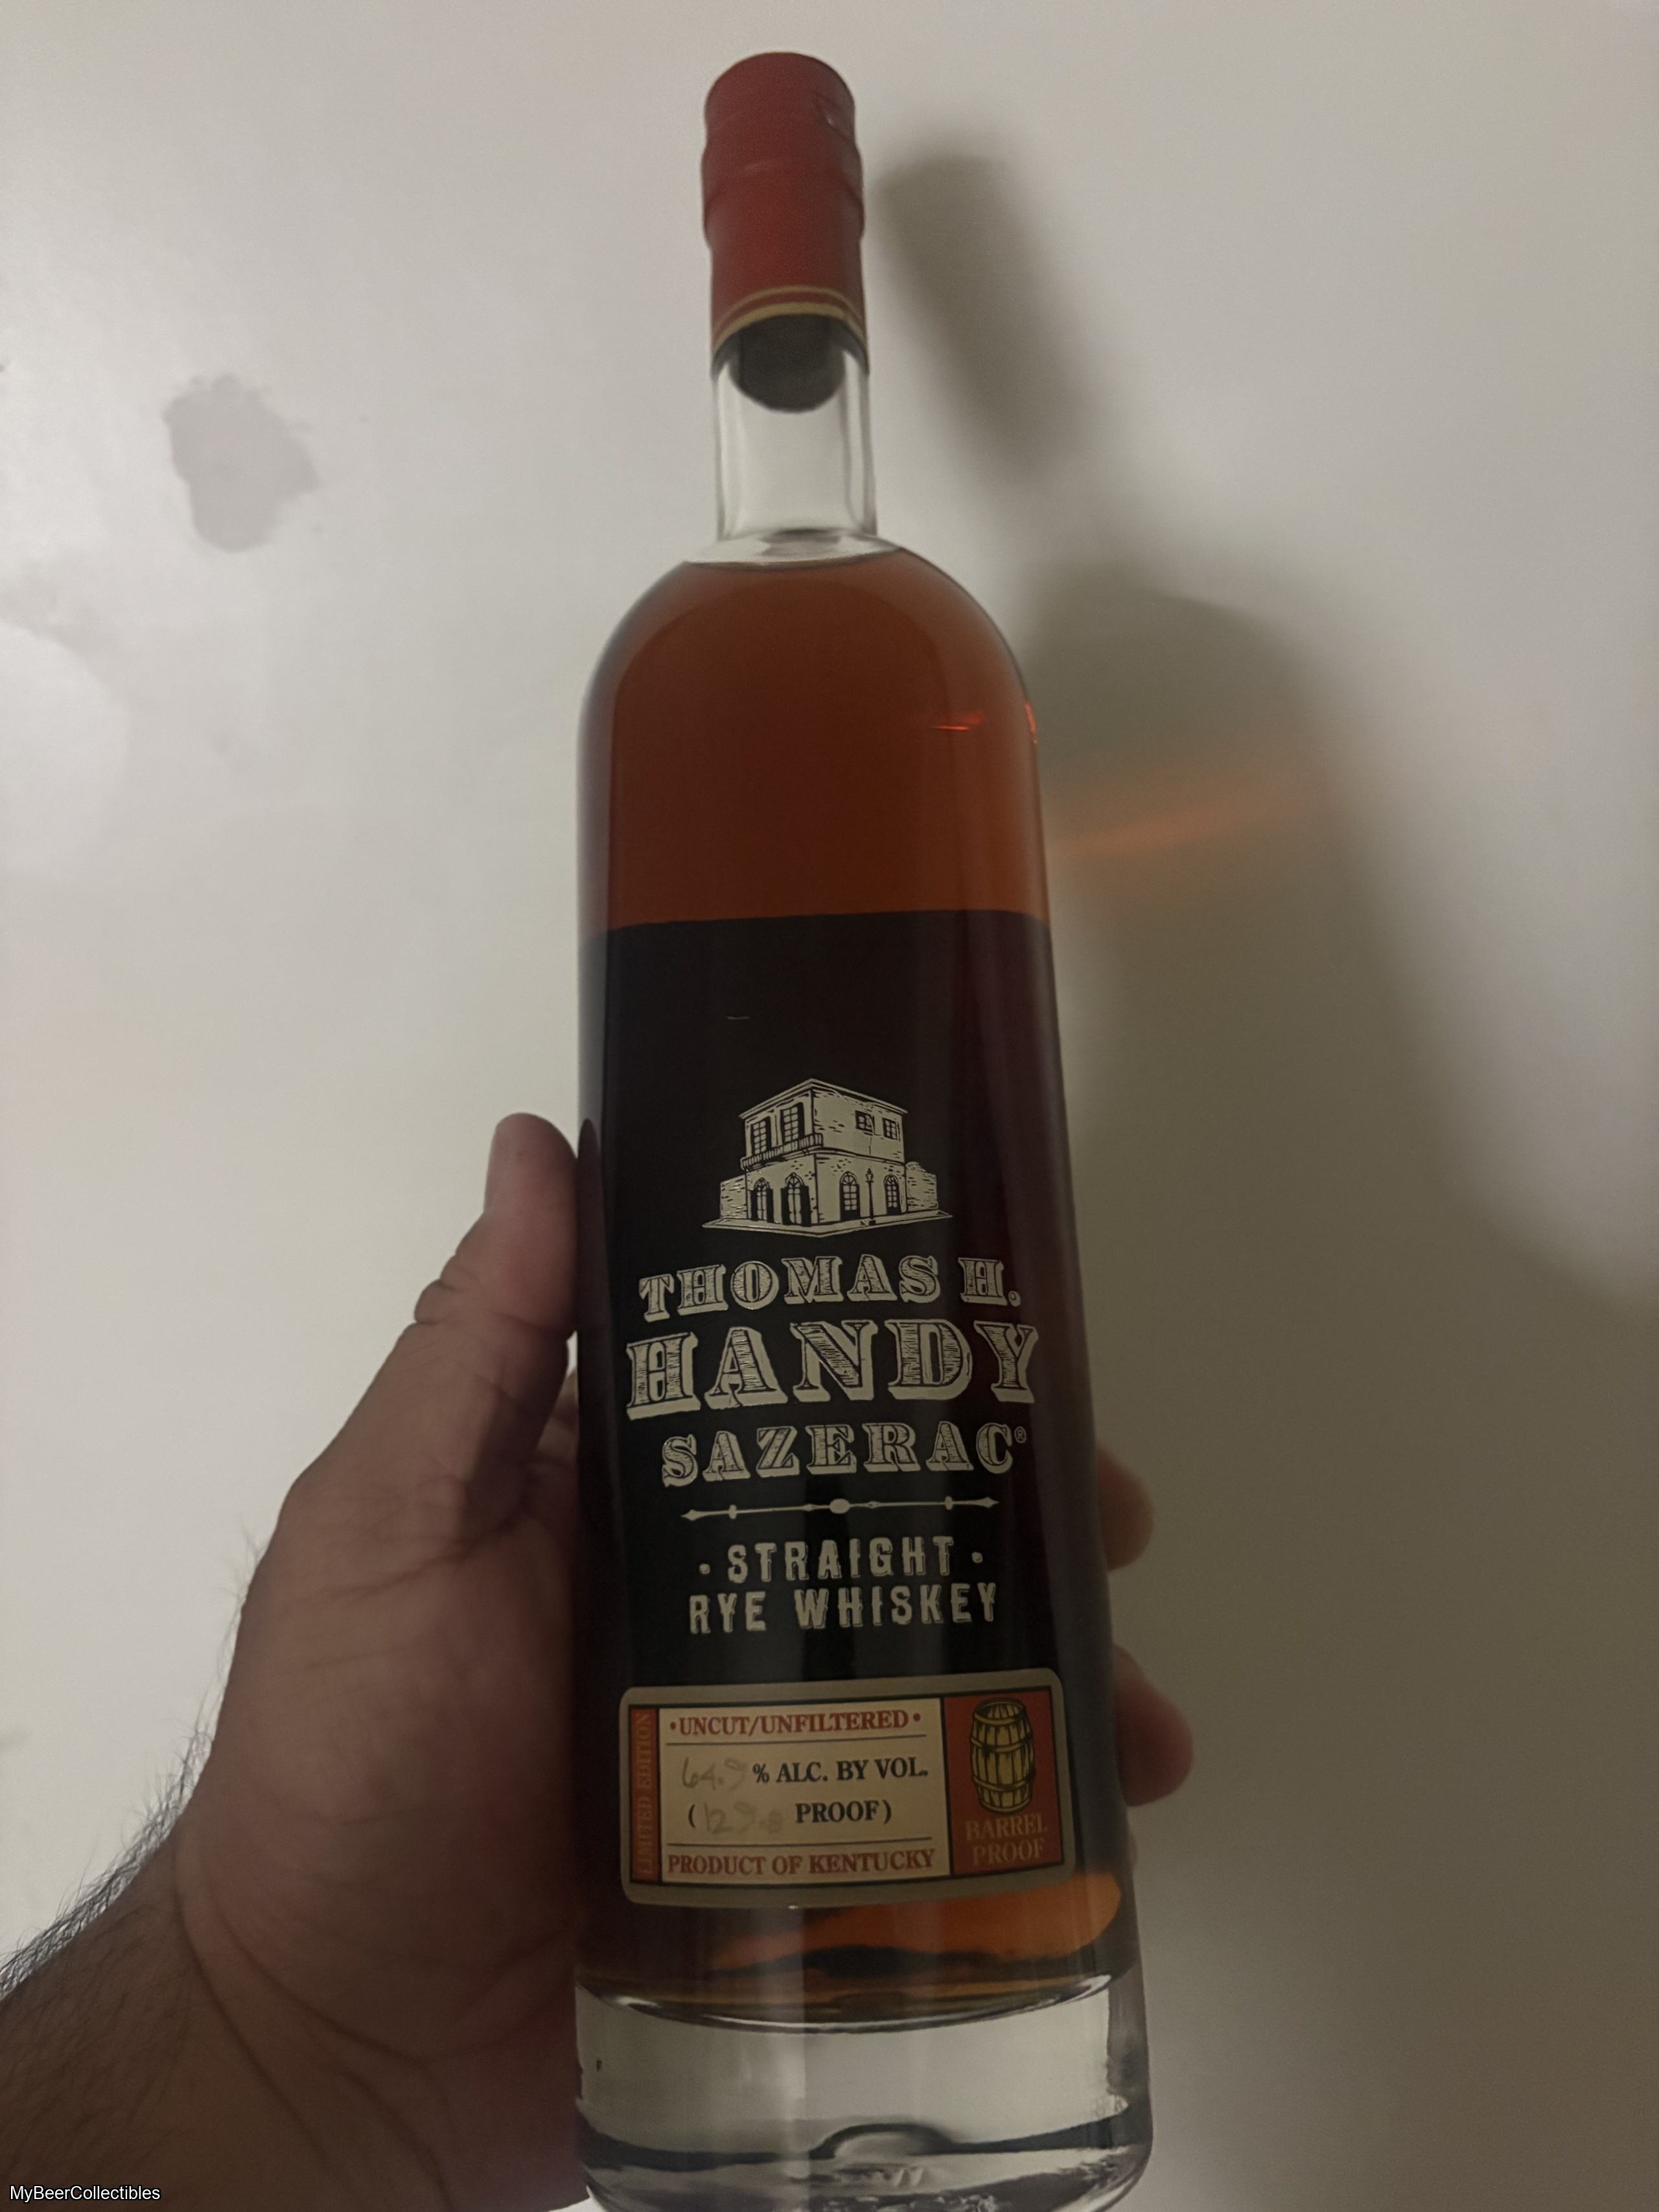 THOMAS H.
HANDY
SAZERAC®
• STRAIGHT •
RYE WHISKEY
LIMITED EDITION
• UNCUT/UNFILTERED •
64.9 % ALC. BY VOL.
(129.8 PROOF)
PRODUCT OF KENTUCKY
BARREL
PROOF
MyBeerCollectibles